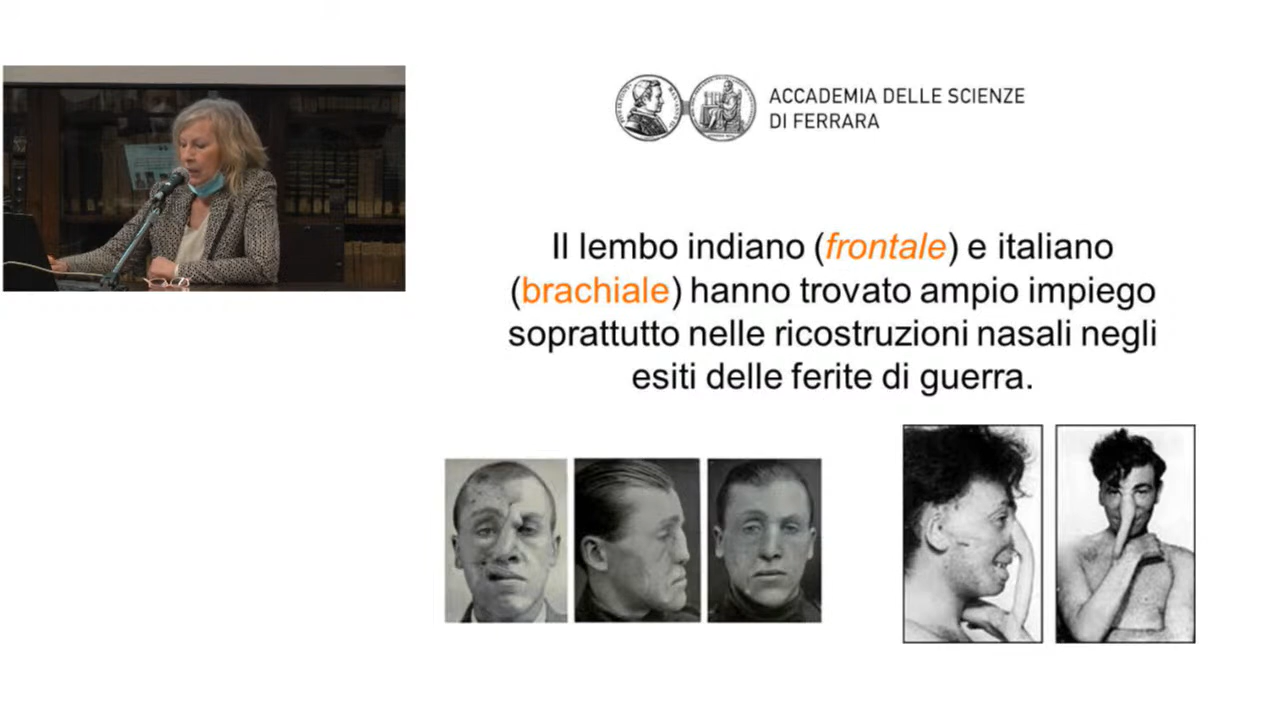 ACCADEMIA DELLE SCIENZE
DI FERRARA
Il lembo indiano (frontale) e italiano
(brachiale) hanno trovato ampio impiego
soprattutto nelle ricostruzioni nasali negli
esiti delle ferite di guerra.